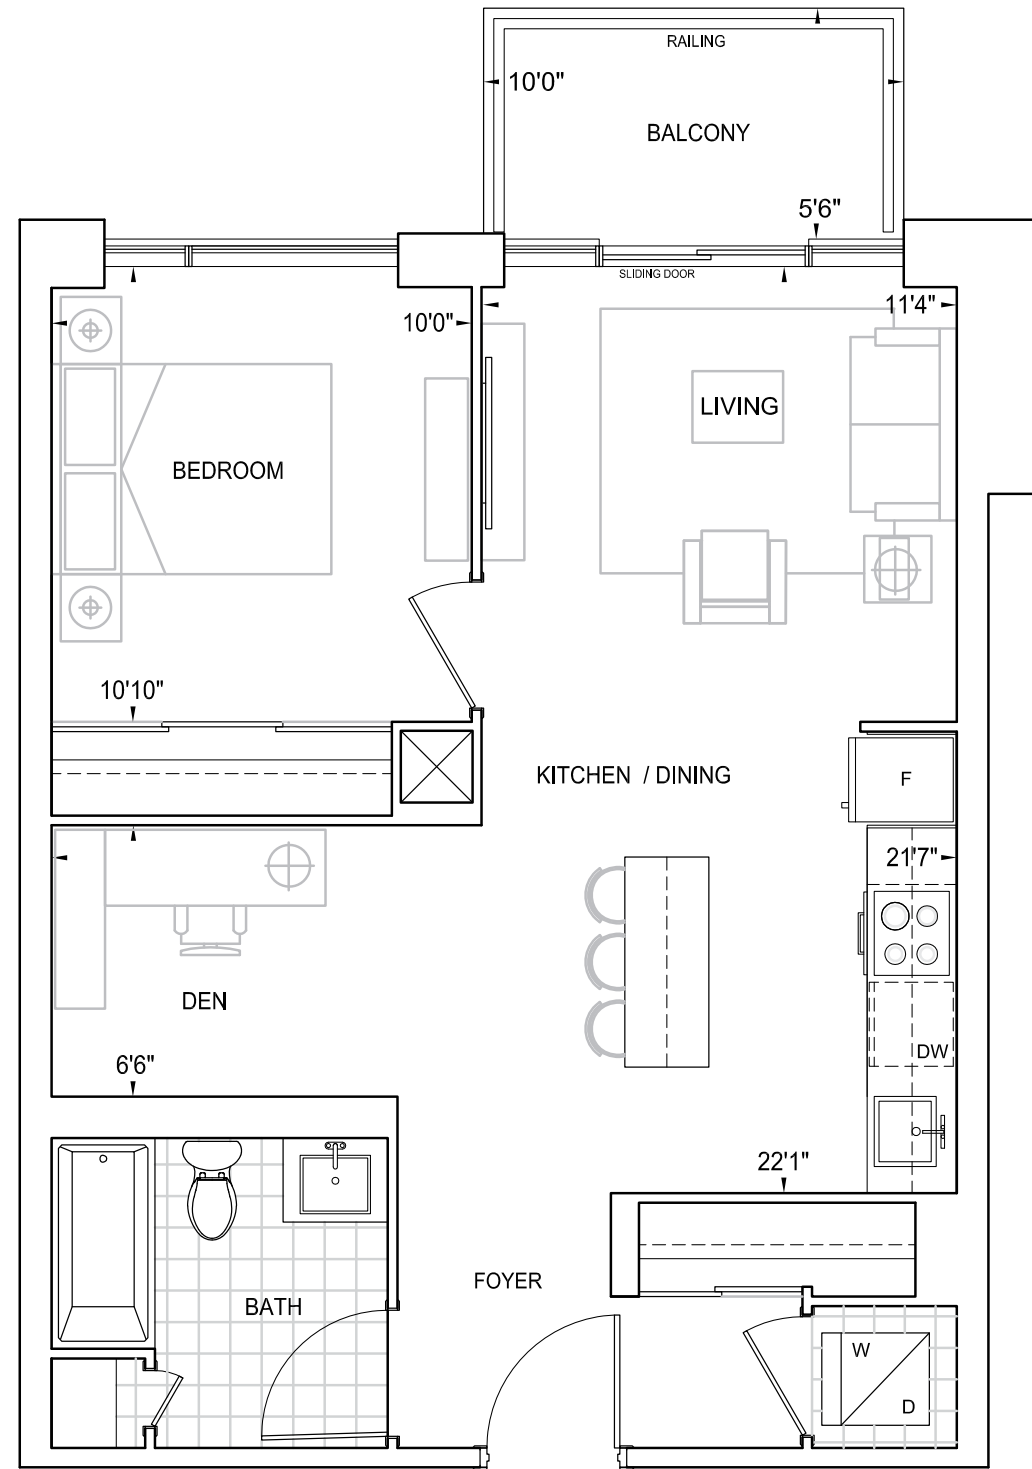 RAILING
10'0"
BALCONY
5'6"
SLIDING DOOR
10'0"
11'4"
LIVING
BEDROOM
10'10"
KITCHEN / DINING
F
21'7"
DEN
DW
6'6"
22'1"
FOYER
BATH
W
D